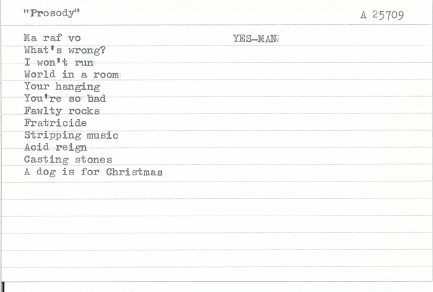 "Prosody"
A 25709
Ma raf vo
YES-MAN
What's wrong?
I won't run
World in a room
Your hanging
You're so bad
Fawlty rocks
Fratricide
Stripping music
Acid reign
Casting stones
A dog is for Christmas